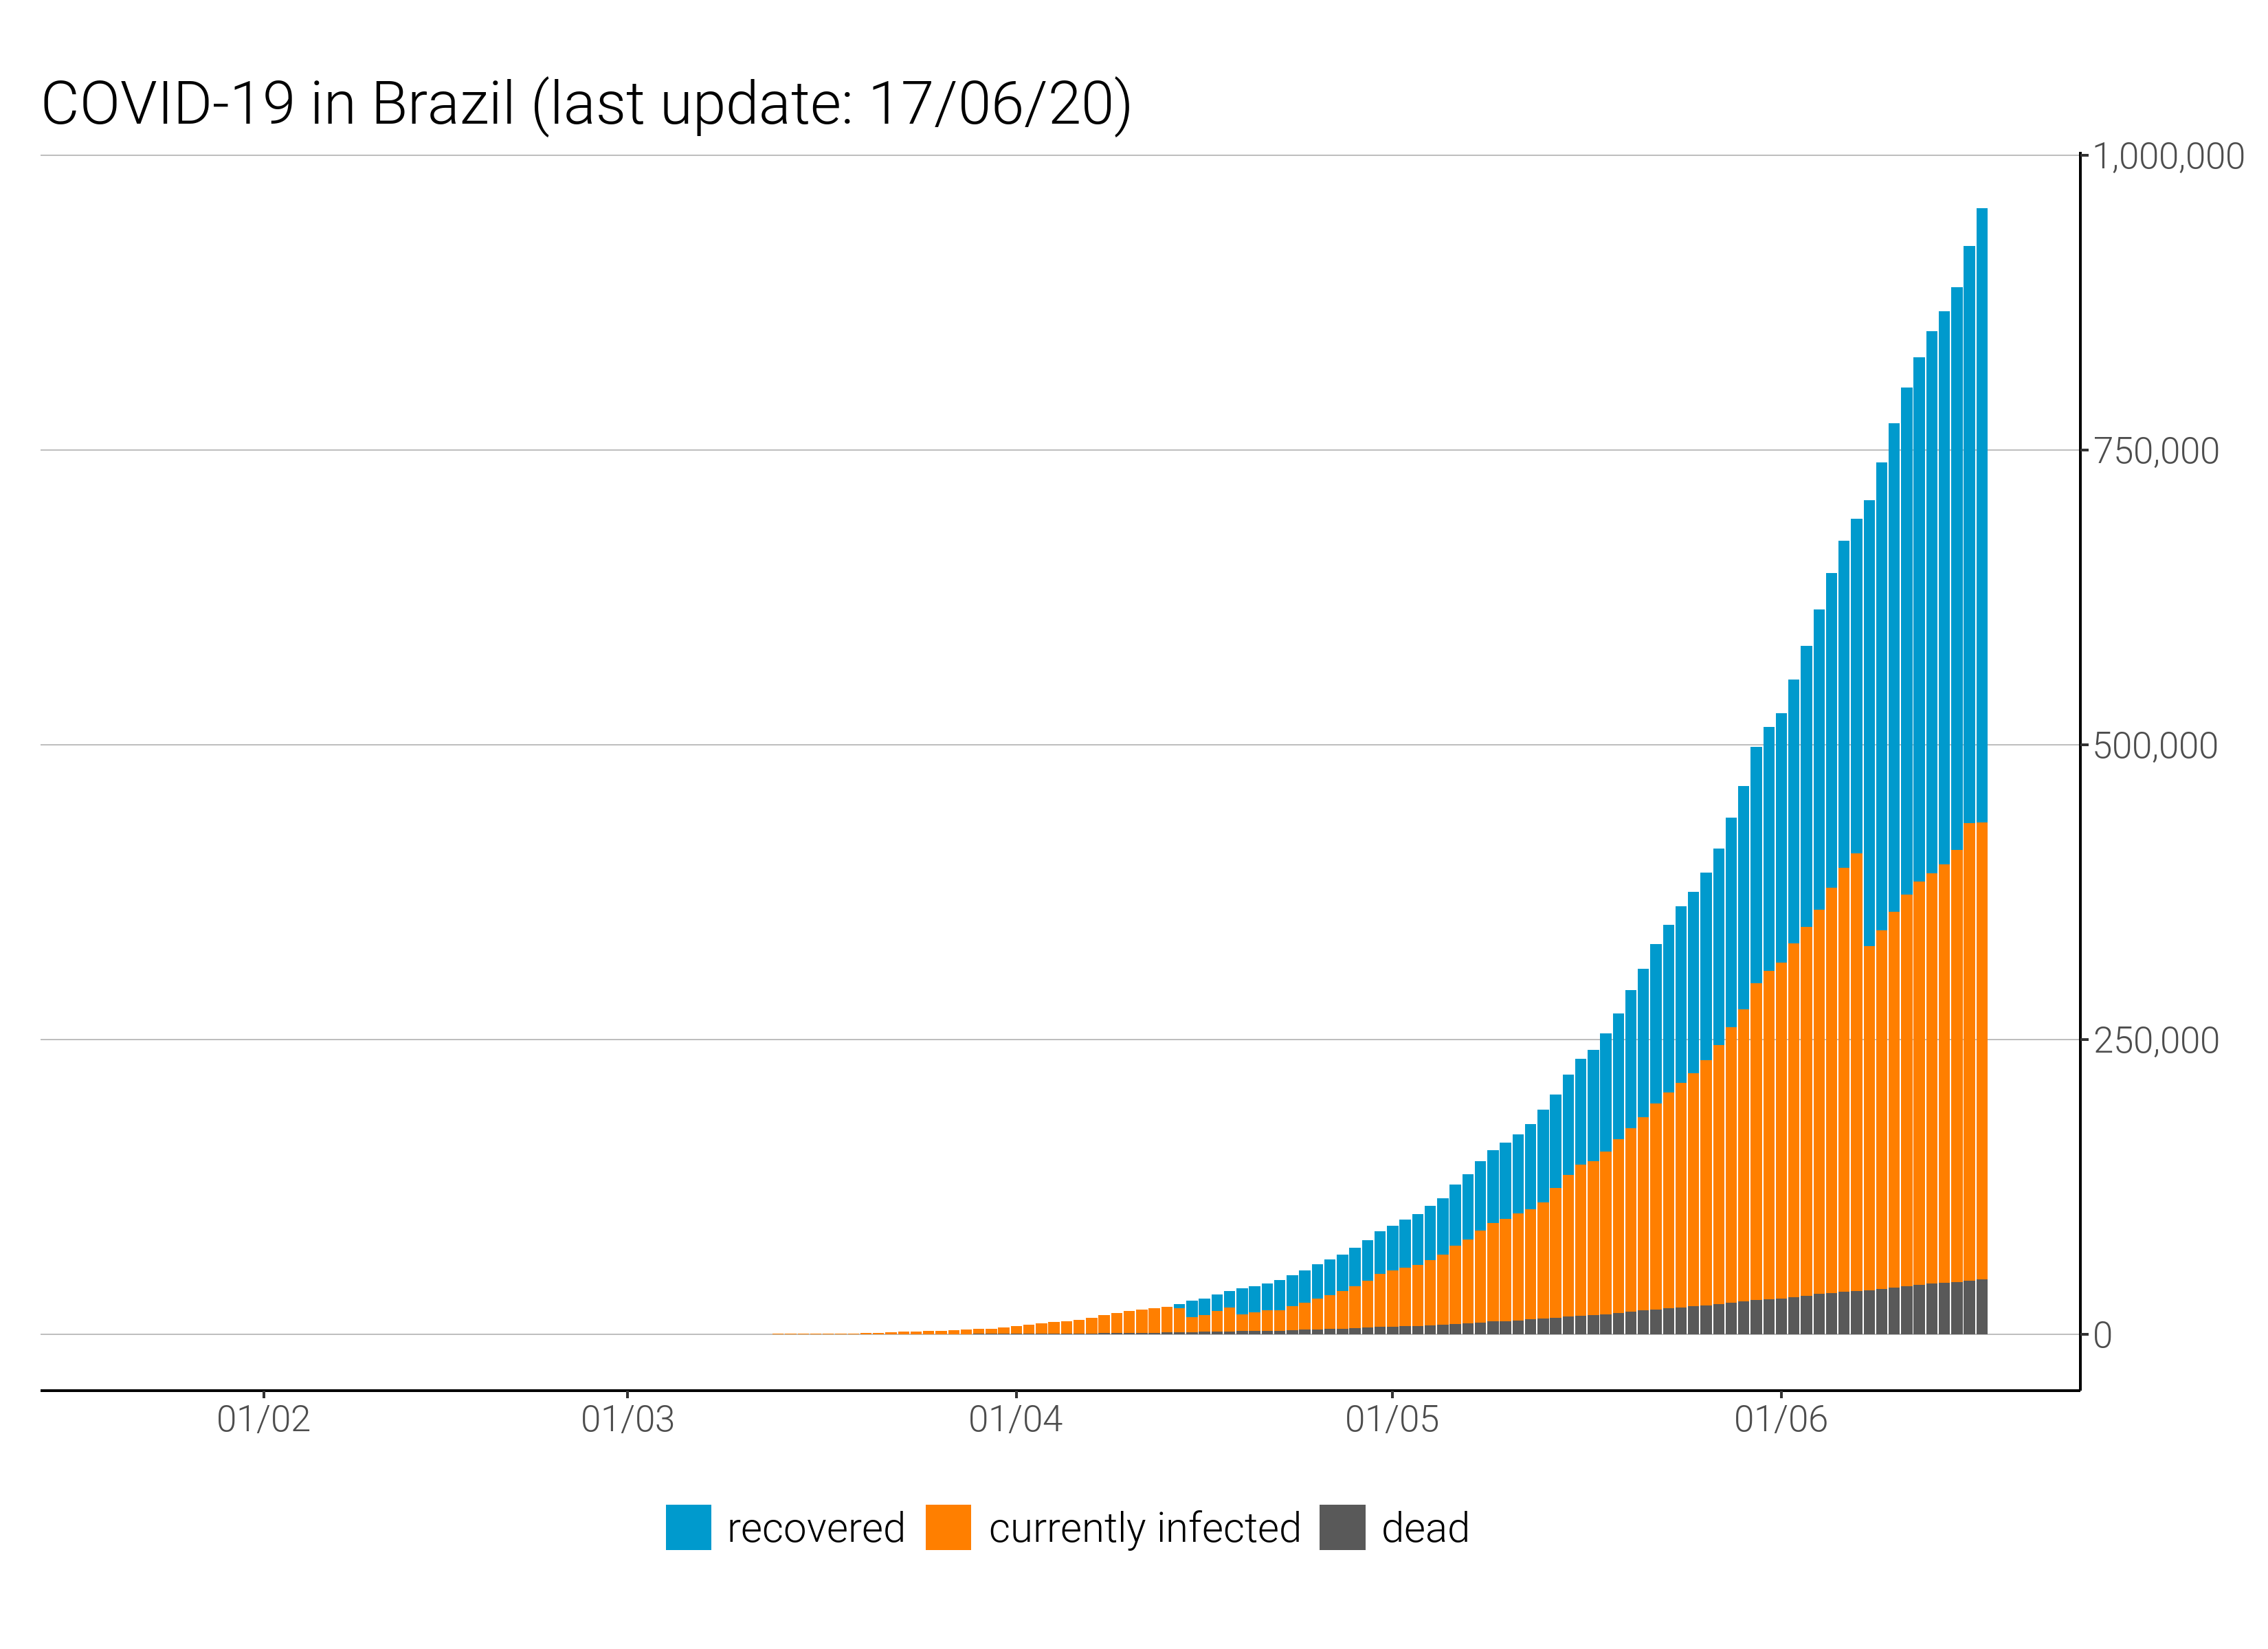 COVID-19 in Brazil (last update: 17/06/20)
1,000,000
750,000
500,000
250,000
0
01/02 01/03 01/04 01/05 01/06
recovered currently infected dead